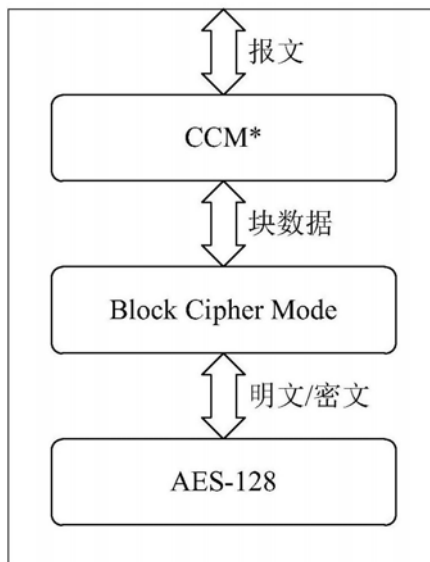 报文
CCM*
块数据
Block Cipher Mode
明文/密文
AES-128